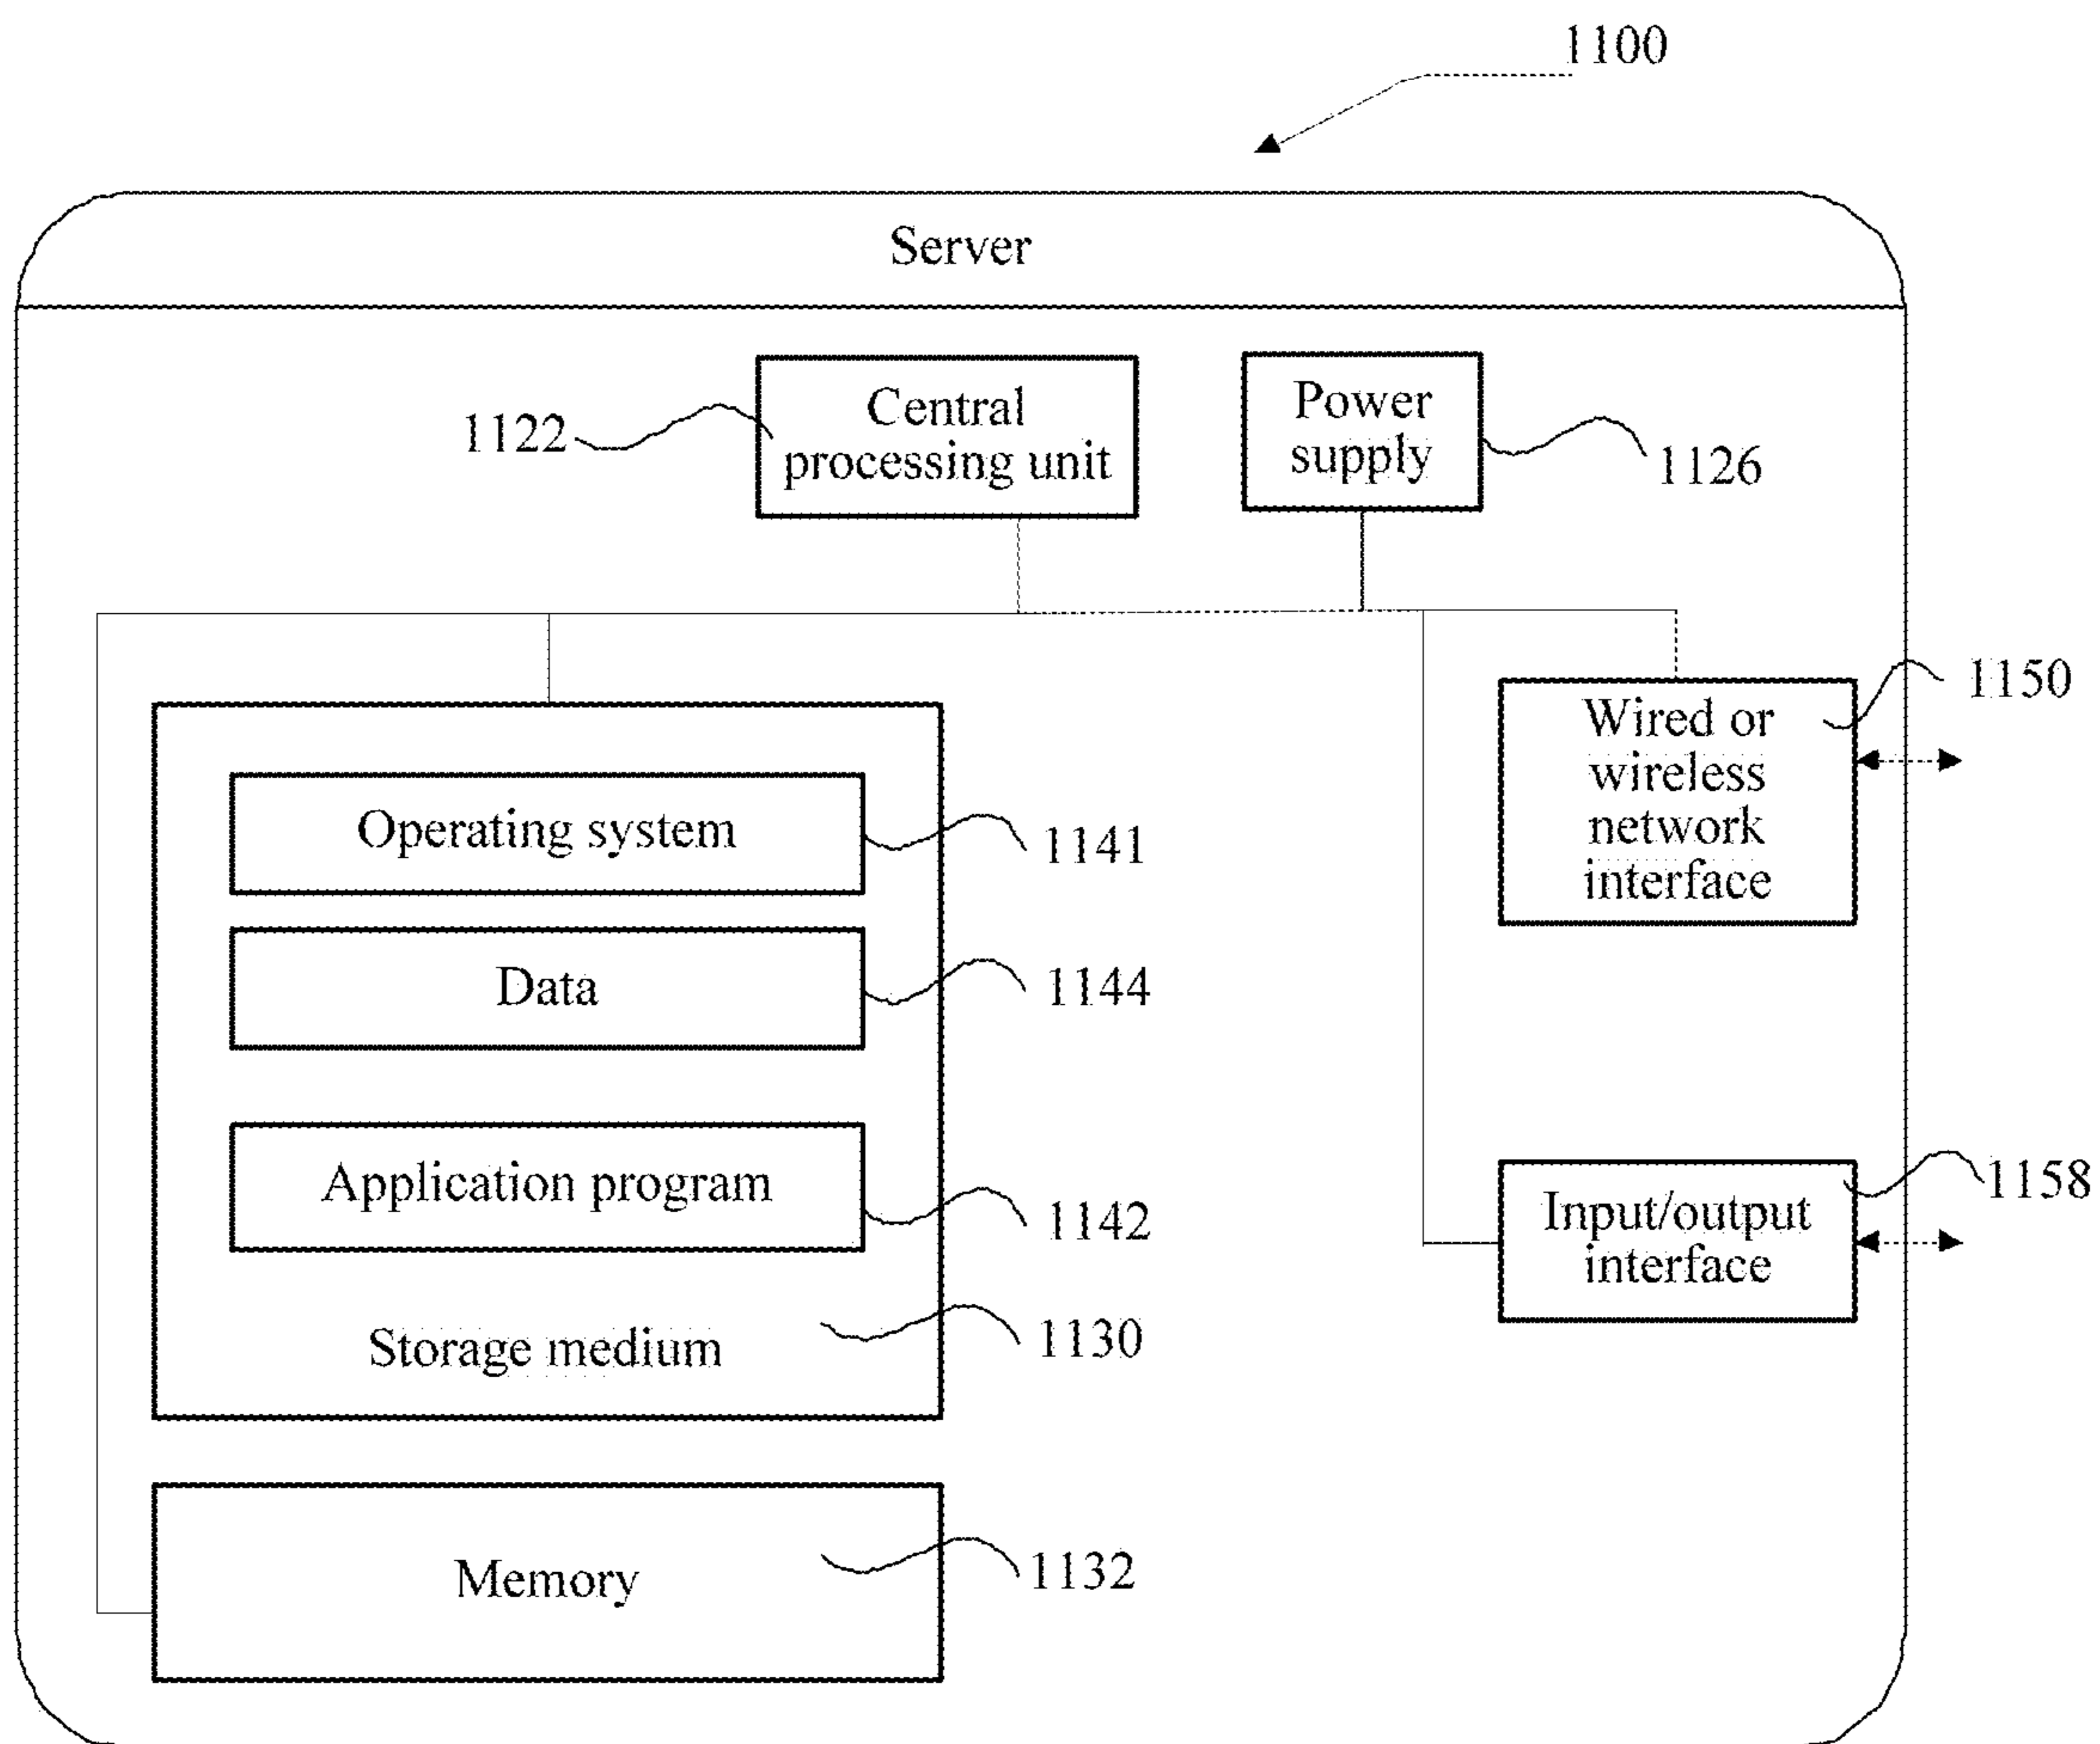 1100
Server
Central
processing unit
1122
Power
supply
1126
Wired or
wireless
network
interface
1150
Operating system
1141
Data
1144
Application program
1142
Storage medium
1130
Input/output
interface
1158
Memory
1132